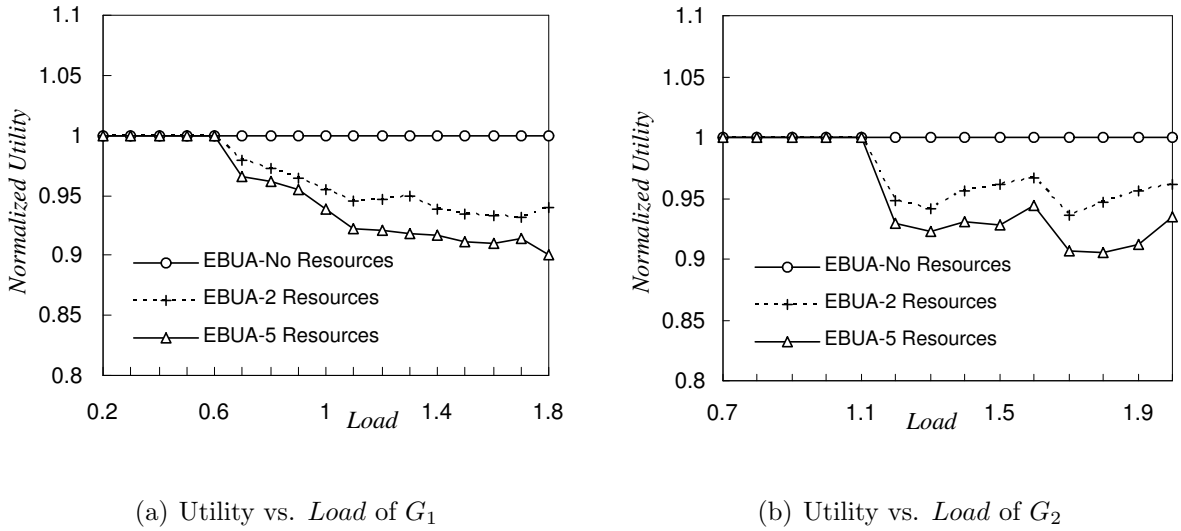 1.1
1.05
1
0.95
0.9
0.85
0.8
Normalized Utility
EBUA-No Resources
EBUA-2 Resources
EBUA-5 Resources
0.2 0.6 1 1.4 1.8
Load
(a) Utility vs. Load of G1
1.1
1.05
1
0.95
0.9
0.85
0.8
Normalized Utility
EBUA-No Resources
EBUA-2 Resources
EBUA-5 Resources
0.7 1.1 1.5 1.9
Load
(b) Utility vs. Load of G2